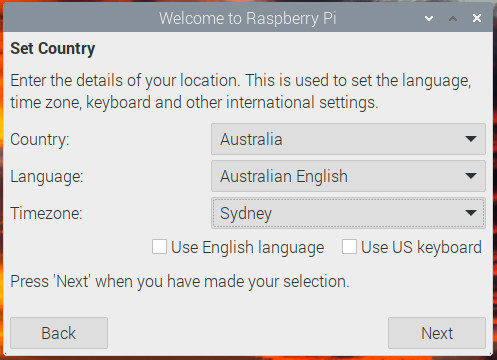 Welcome to Raspberry Pi
Set Country
Enter the details of your location. This is used to set the language,
time zone, keyboard and other international settings.
Country: Australia
Language: Australian English
Timezone: Sydney
Use English language Use US keyboard
Press 'Next' when you have made your selection.
Back Next